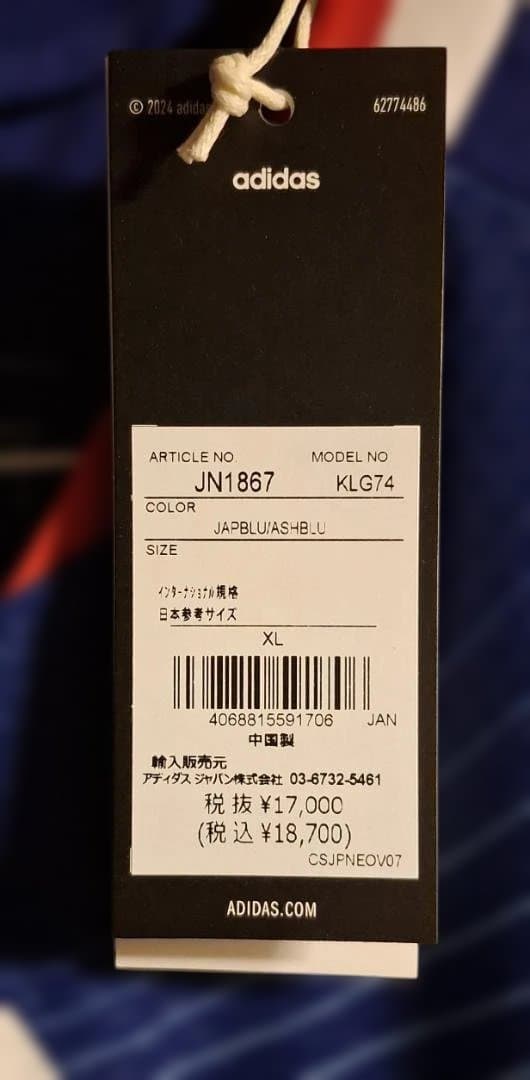 © 2024 adidas
62774486
adidas
ARTICLE NO. MODEL NO
JN1867 KLG74
COLOR
JAPBLU/ASHBLU
SIZE
インターナショナル規格
日本参考サイズ
XL
4068815591706 JAN
中国製
輸入販売元
アディダス ジャパン株式会社 03-6732-5461
税抜 ¥17,000
(税込 ¥18,700)
CSJPNEOV07
ADIDAS.COM